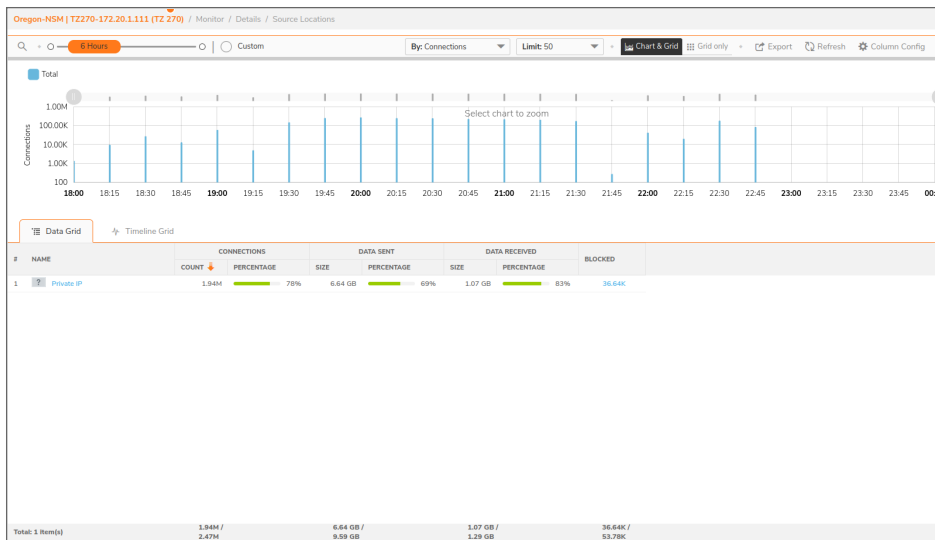 Oregon-NSM | TZ270-172.20.1.111 (TZ 270) / Monitor / Details / Source Locations
6 Hours Custom By: Connections Limit: 50 Chart & Grid Grid only Export Refresh Column Config
Total
Select chart to zoom
Connections
1.00M
100.00K
10.00K
1.00K
100
18:00 18:15 18:30 18:45 19:00 19:15 19:30 19:45 20:00 20:15 20:30 20:45 21:00 21:15 21:30 21:45 22:00 22:15 22:30 22:45 23:00 23:15 23:30 23:45 00:
Data Grid Timeline Grid
# NAME CONNECTIONS DATA SENT DATA RECEIVED BLOCKED
COUNT PERCENTAGE SIZE PERCENTAGE SIZE PERCENTAGE
1 ? Private IP 1.94M 78% 6.64 GB 69% 1.07 GB 83% 36.64K
Total: 1 item(s) 1.94M / 6.64 GB / 1.07 GB / 36.64K /
2.47M 9.59 GB 1.29 GB 53.78K